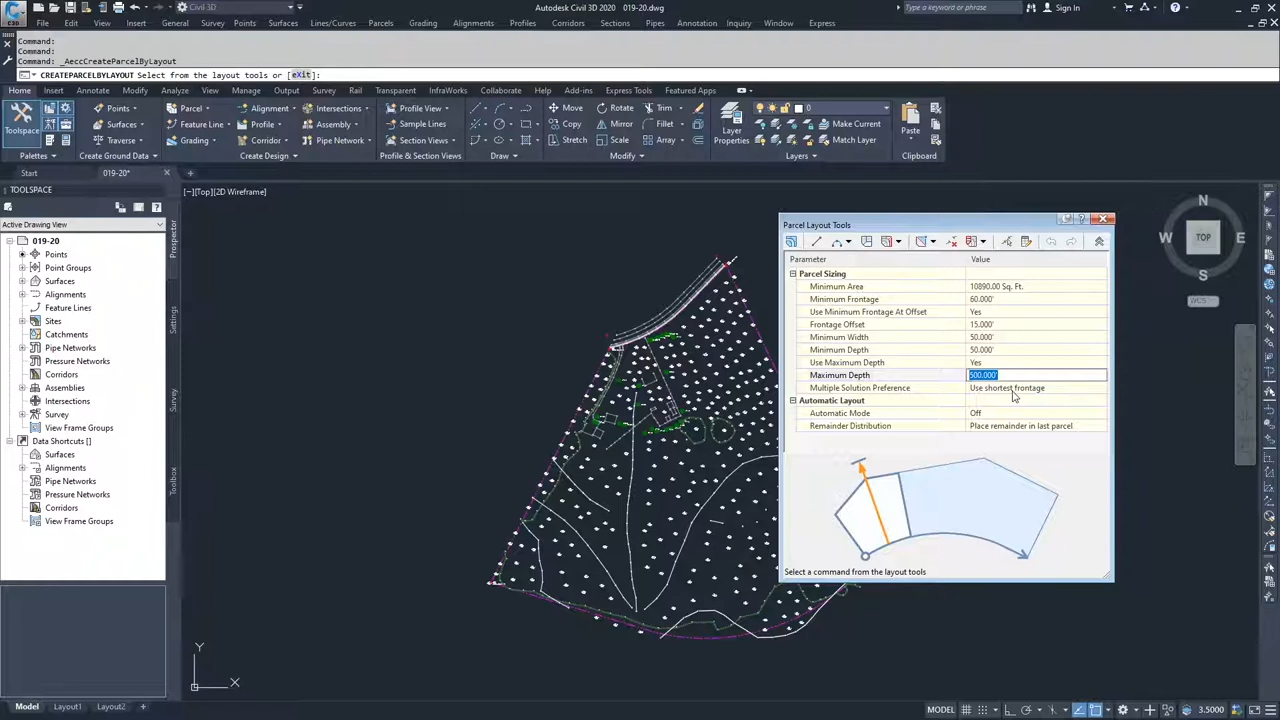 C3D
Civil 3D
Autodesk Civil 3D 2020 019-20.dwg
Type a keyword or phrase
Sign In
File Edit View Insert General Survey Points Surfaces Lines/Curves Parcels Grading Alignments Profiles Corridors Sections Pipes Annotation Inquiry Window Express
Command:
Command:
Command: _AeccCreateParcelByLayout
CREATEPARCELBYLAYOUT Select from the layout tools or [eXit]:
Home Insert Annotate Modify Analyze View Manage Output Survey Rail Transparent InfraWorks Collaborate Help Add-ins Express Tools Featured Apps
Toolspace
Points
Surfaces
Traverse
Parcel
Feature Line
Grading
Alignment
Profile
Corridor
Intersections
Assembly
Pipe Network
Profile View
Sample Lines
Section Views
Move Rotate Trim
Copy Mirror Fillet
Stretch Scale Array
Layer Properties
0
Make Current
Match Layer
Paste
Palettes Create Ground Data Create Design Profile & Section Views Draw Modify Layers Clipboard
Start 019-20*
TOOLSPACE
[−][Top][2D Wireframe]
Active Drawing View
019-20
Points
Point Groups
Surfaces
Alignments
Feature Lines
Sites
Catchments
Pipe Networks
Pressure Networks
Corridors
Assemblies
Intersections
Survey
View Frame Groups
Data Shortcuts []
Surfaces
Alignments
Pipe Networks
Pressure Networks
Corridors
View Frame Groups
Prospector
Settings
Survey
Toolbox
N
W TOP E
S
WCS
Parcel Layout Tools
Parameter Value
Parcel Sizing
Minimum Area 10890.00 Sq. Ft.
Minimum Frontage 60.000'
Use Minimum Frontage At Offset Yes
Frontage Offset 15.000'
Minimum Width 50.000'
Minimum Depth 50.000'
Use Maximum Depth Yes
Maximum Depth 500.000'
Multiple Solution Preference Use shortest frontage
Automatic Layout
Automatic Mode Off
Remainder Distribution Place remainder in last parcel
Select a command from the layout tools
Y
X
Model Layout1 Layout2 +
MODEL 3.5000